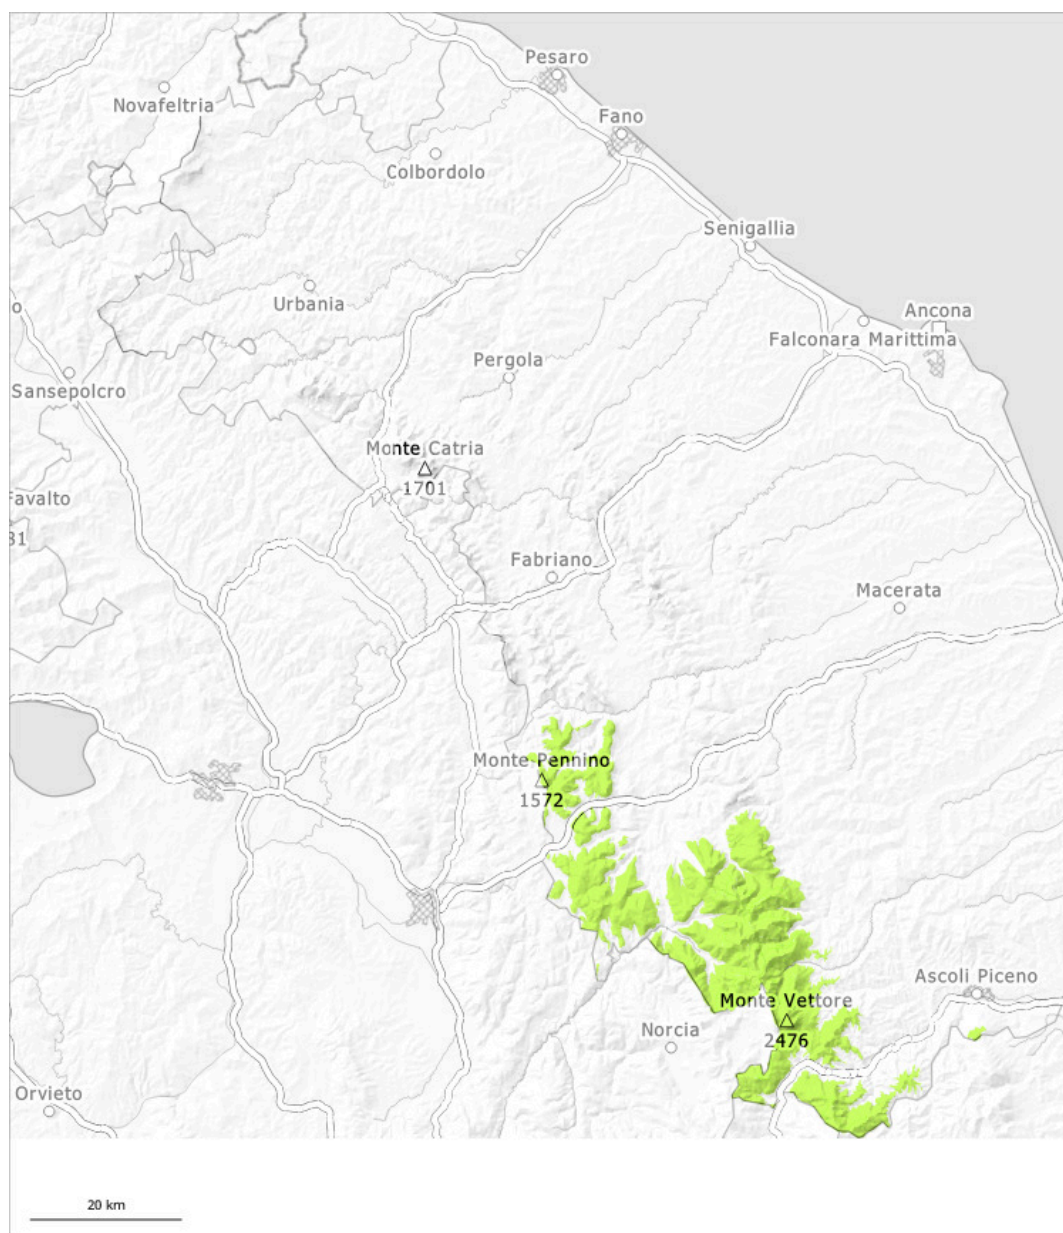 Pesaro
Novafeltria
Fano
Colbordolo
Senigallia
Urbania
o
Ancona
Falconara Marittima
Pergola
Sansepolcro
Monte Catria
1701
Favalto
31
Fabriano
Macerata
Monte Pennino
1572
Ascoli Piceno
Monte Vettore
2476
Norcia
Orvieto
20 km